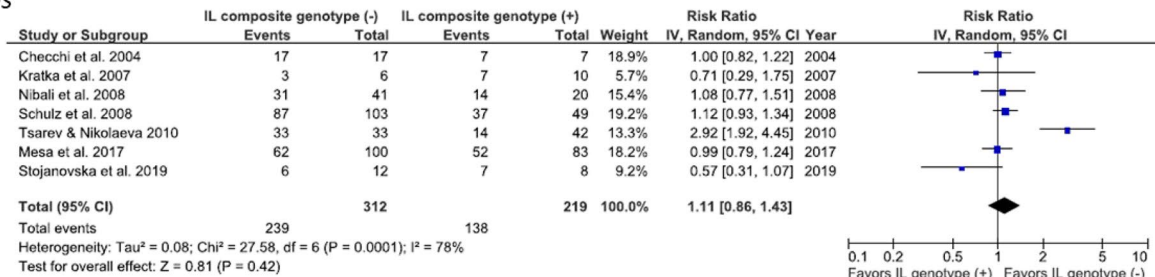 IL composite genotype (-) IL composite genotype (+) Risk Ratio Risk Ratio
Study or Subgroup Events Total Events Total Weight IV, Random, 95% CI Year IV, Random, 95% CI
Checchi et al. 2004 17 17 7 7 18.9% 1.00 [0.82, 1.22] 2004
Kratka et al. 2007 3 6 7 10 5.7% 0.71 [0.29, 1.75] 2007
Nibali et al. 2008 31 41 14 20 15.4% 1.08 [0.77, 1.51] 2008
Schulz et al. 2008 87 103 37 49 19.4% 1.12 [0.93, 1.34] 2008
Tsarev & Nikolaeva 2010 33 33 14 42 13.3% 2.92 [1.92, 4.45] 2010
Mesa et al. 2017 62 100 52 83 18.2% 0.99 [0.79, 1.24] 2017
Stojanovska et al. 2019 6 12 7 8 9.2% 0.57 [0.31, 1.07] 2019
Total (95% CI) 312 219 100.0% 1.11 [0.86, 1.43]
Total events 239 138
Heterogeneity: Tau² = 0.08; Chi² = 27.58, df = 6 (P = 0.0001); I² = 78%
Test for overall effect: Z = 0.81 (P = 0.42)
0.1 0.2 0.5 1 2 5 10
Favors IL genotype (+) Favors IL genotype (-)